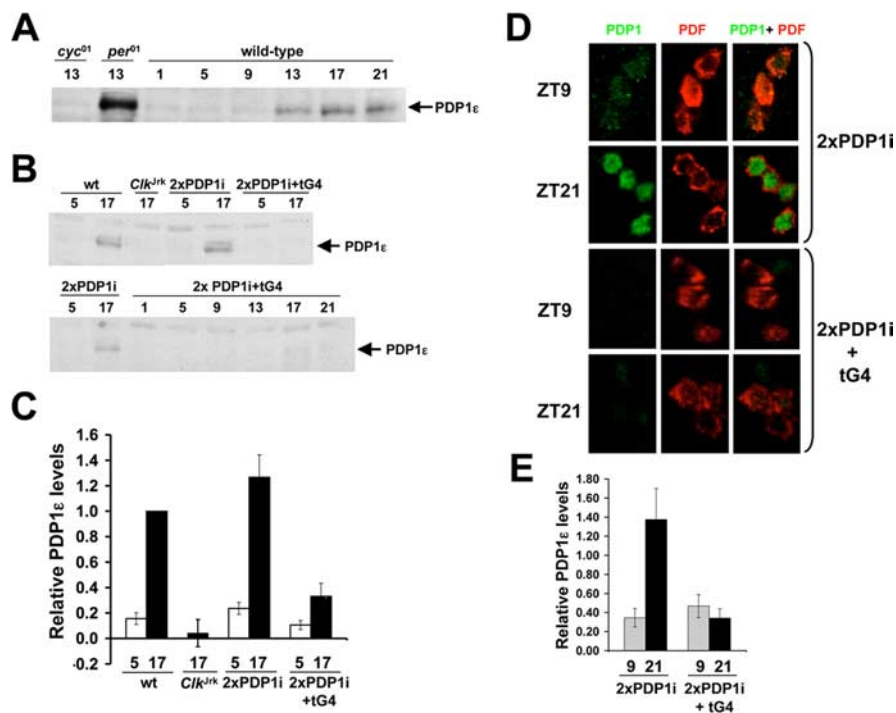 A
cyc⁰¹ per⁰¹ wild-type
13 13 1 5 9 13 17 21
PDP1ε
B
wt Clkᴶʳᵏ 2xPDP1i 2xPDP1i+tG4
5 17 17 5 17 5 17
PDP1ε
2xPDP1i 2x PDP1i+tG4
5 17 1 5 9 13 17 21
PDP1ε
C
Relative PDP1ε levels
1.6
1.4
1.2
1.0
0.8
0.6
0.4
0.2
0.0
-0.2
5 17 17 5 17 5 17
wt Clkᴶʳᵏ 2xPDP1i 2xPDP1i
+tG4
D
PDP1 PDF PDP1+ PDF
ZT9
ZT21
2xPDP1i
ZT9
ZT21
2xPDP1i
+
tG4
E
Relative PDP1ε levels
1.80
1.60
1.40
1.20
1.00
0.80
0.60
0.40
0.20
0.00
9 21 9 21
2xPDP1i 2xPDP1i
+ tG4